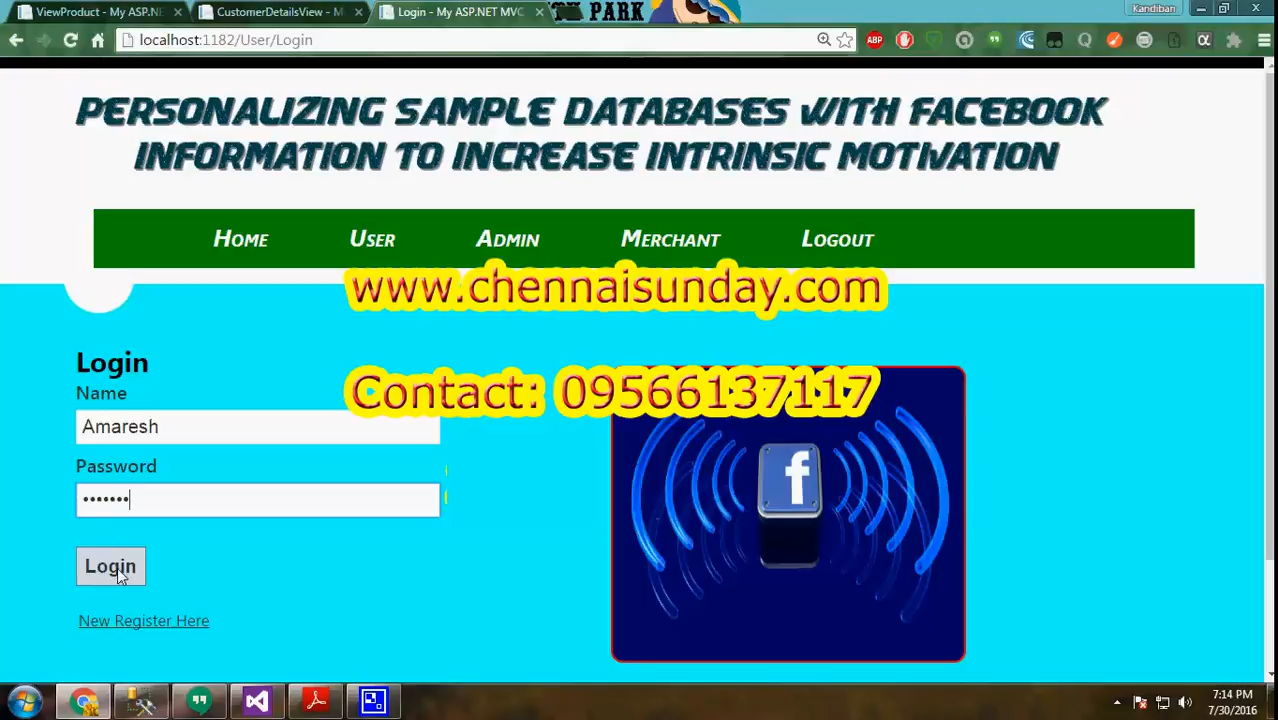 ViewProduct - My ASP.NE
CustomerDetailsView - M
Login - My ASP.NET MVC
PARK
Kandiban
localhost:1182/User/Login
ABP
PERSONALIZING SAMPLE DATABASES WITH FACEBOOK
INFORMATION TO INCREASE INTRINSIC MOTIVATION
HOME USER ADMIN MERCHANT LOGOUT
www.chennaisunday.com
Login
Contact: 09566137117
Name
Amaresh
Password
f
Login
New Register Here
7:14 PM
7/30/2016